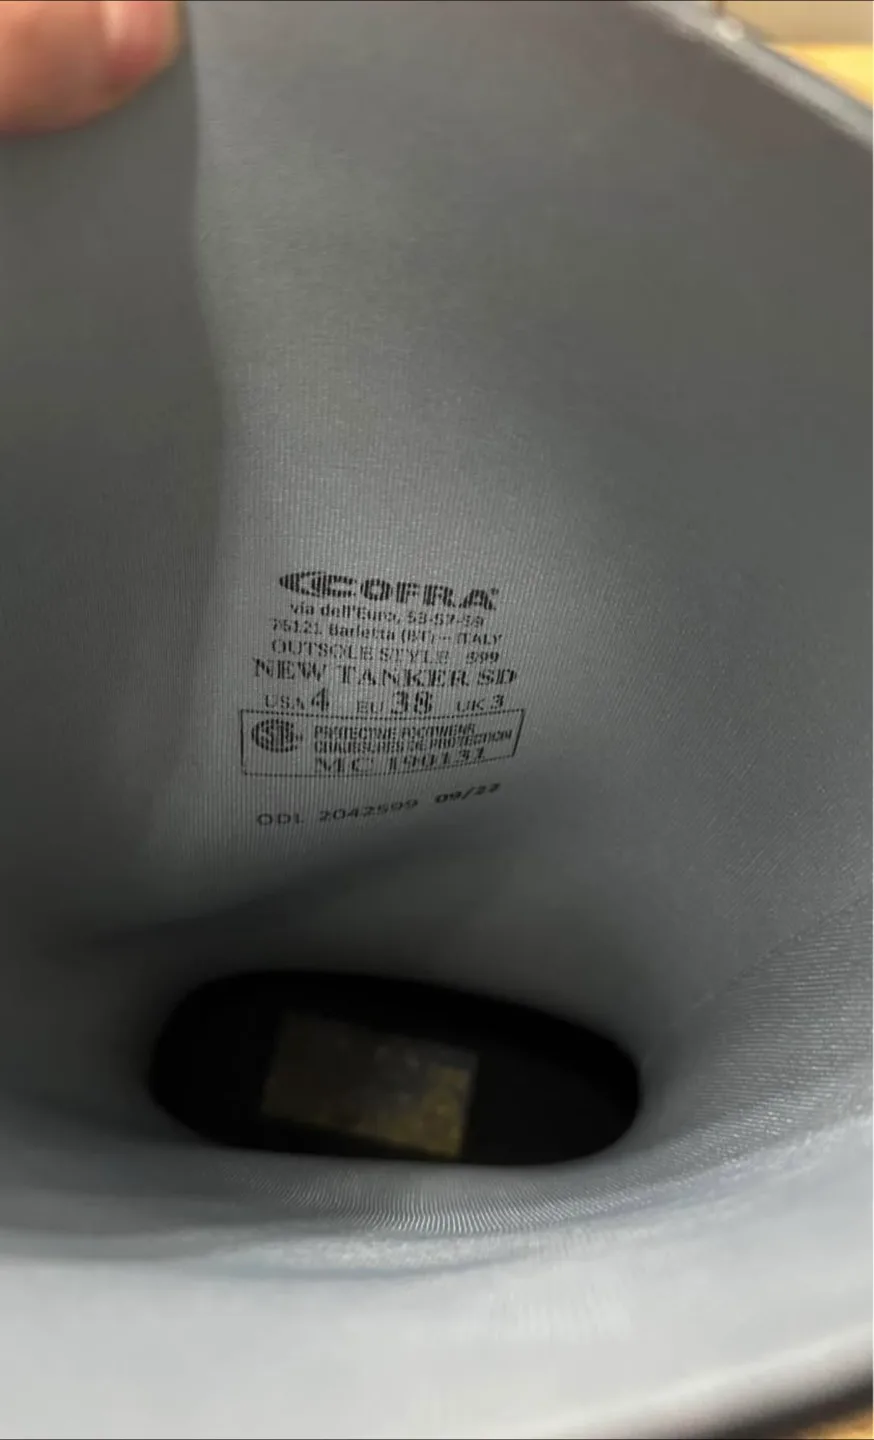 COFRA
via dell'Euro, 53-57-59
76121 Barletta (BT) - ITALY
OUTSOLE STYLE 599
NEW TANKER SD
USA 4 EU 38 UK 3
PROTECTIVE FOOTWEAR
CHAUSSURES DE PROTECTION
MC 190131
ODL 2042599 09/22